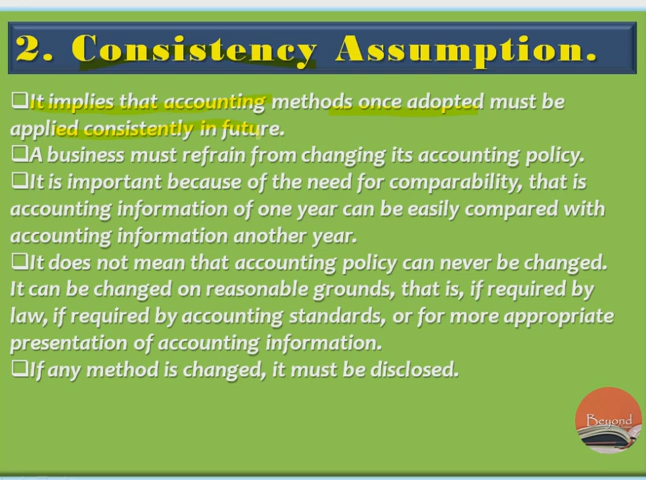 2. Consistency Assumption.
❑It implies that accounting methods once adopted must be
applied consistently in future.
❑A business must refrain from changing its accounting policy.
❑It is important because of the need for comparability, that is
accounting information of one year can be easily compared with
accounting information another year.
❑It does not mean that accounting policy can never be changed.
It can be changed on reasonable grounds, that is, if required by
law, if required by accounting standards, or for more appropriate
presentation of accounting information.
❑If any method is changed, it must be disclosed.
Beyond